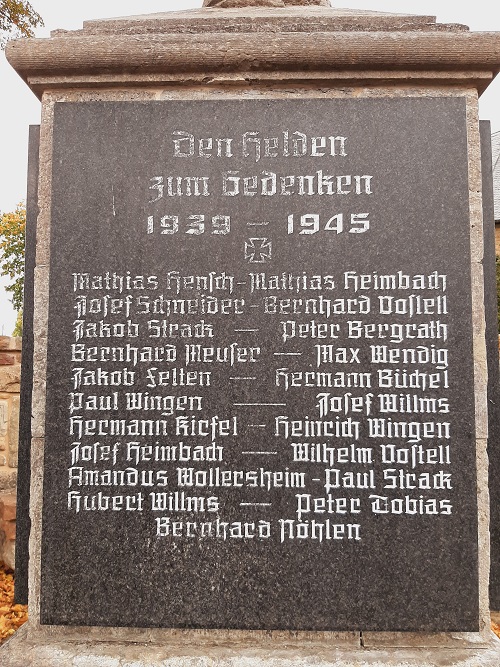 Den Helden
zum Gedenken
1939 – 1945
Mathias Hensch - Mathias Heimbach
Josef Schneider - Bernhard Vostell
Jakob Strack — Peter Bergrath
Bernhard Meuser — Max Wendig
Jakob Felten — Hermann Büchel
Paul Wingen — Josef Willms
Hermann Kirfel – Heinrich Wingen
Josef Heimbach — Wilhelm Vostell
Amandus Wollersheim - Paul Strack
Hubert Willms — Peter Tobias
Bernhard Nöhlen